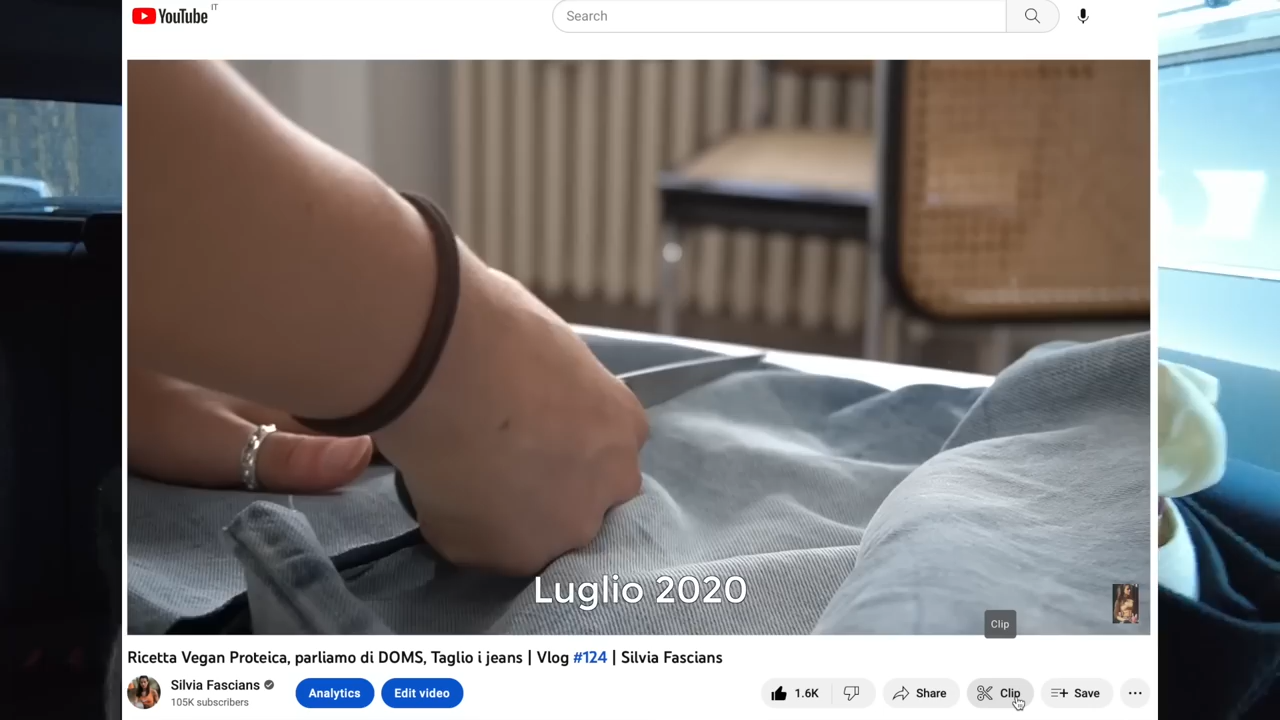 YouTube IT
Search
Luglio 2020
Clip
Ricetta Vegan Proteica, parliamo di DOMS, Taglio i jeans | Vlog #124 | Silvia Fascians
Silvia Fascians
105K subscribers
Analytics
Edit video
1.6K
Share
Clip
Save